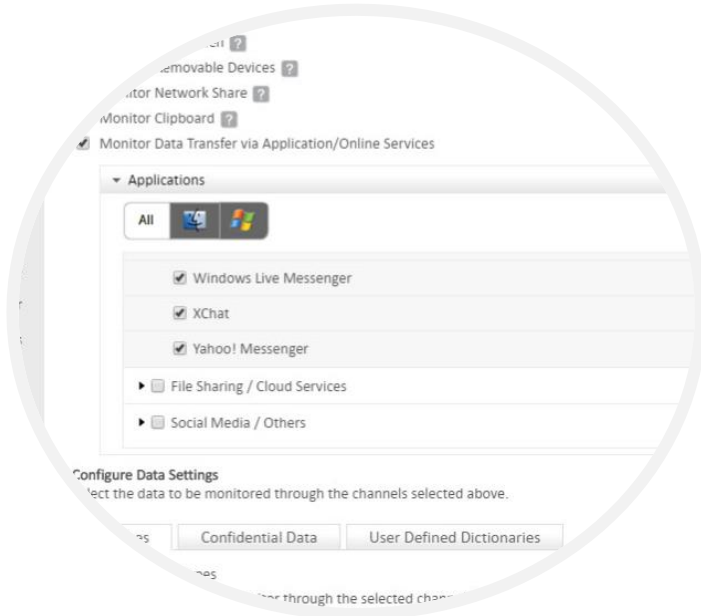 Removable Devices ?
Network Share ?
Monitor Clipboard ?
Monitor Data Transfer via Application/Online Services
Applications
All
Windows Live Messenger
XChat
Yahoo! Messenger
File Sharing / Cloud Services
Social Media / Others
Configure Data Settings
the data to be monitored through the channels selected above.
Confidential Data User Defined Dictionaries
through the selected